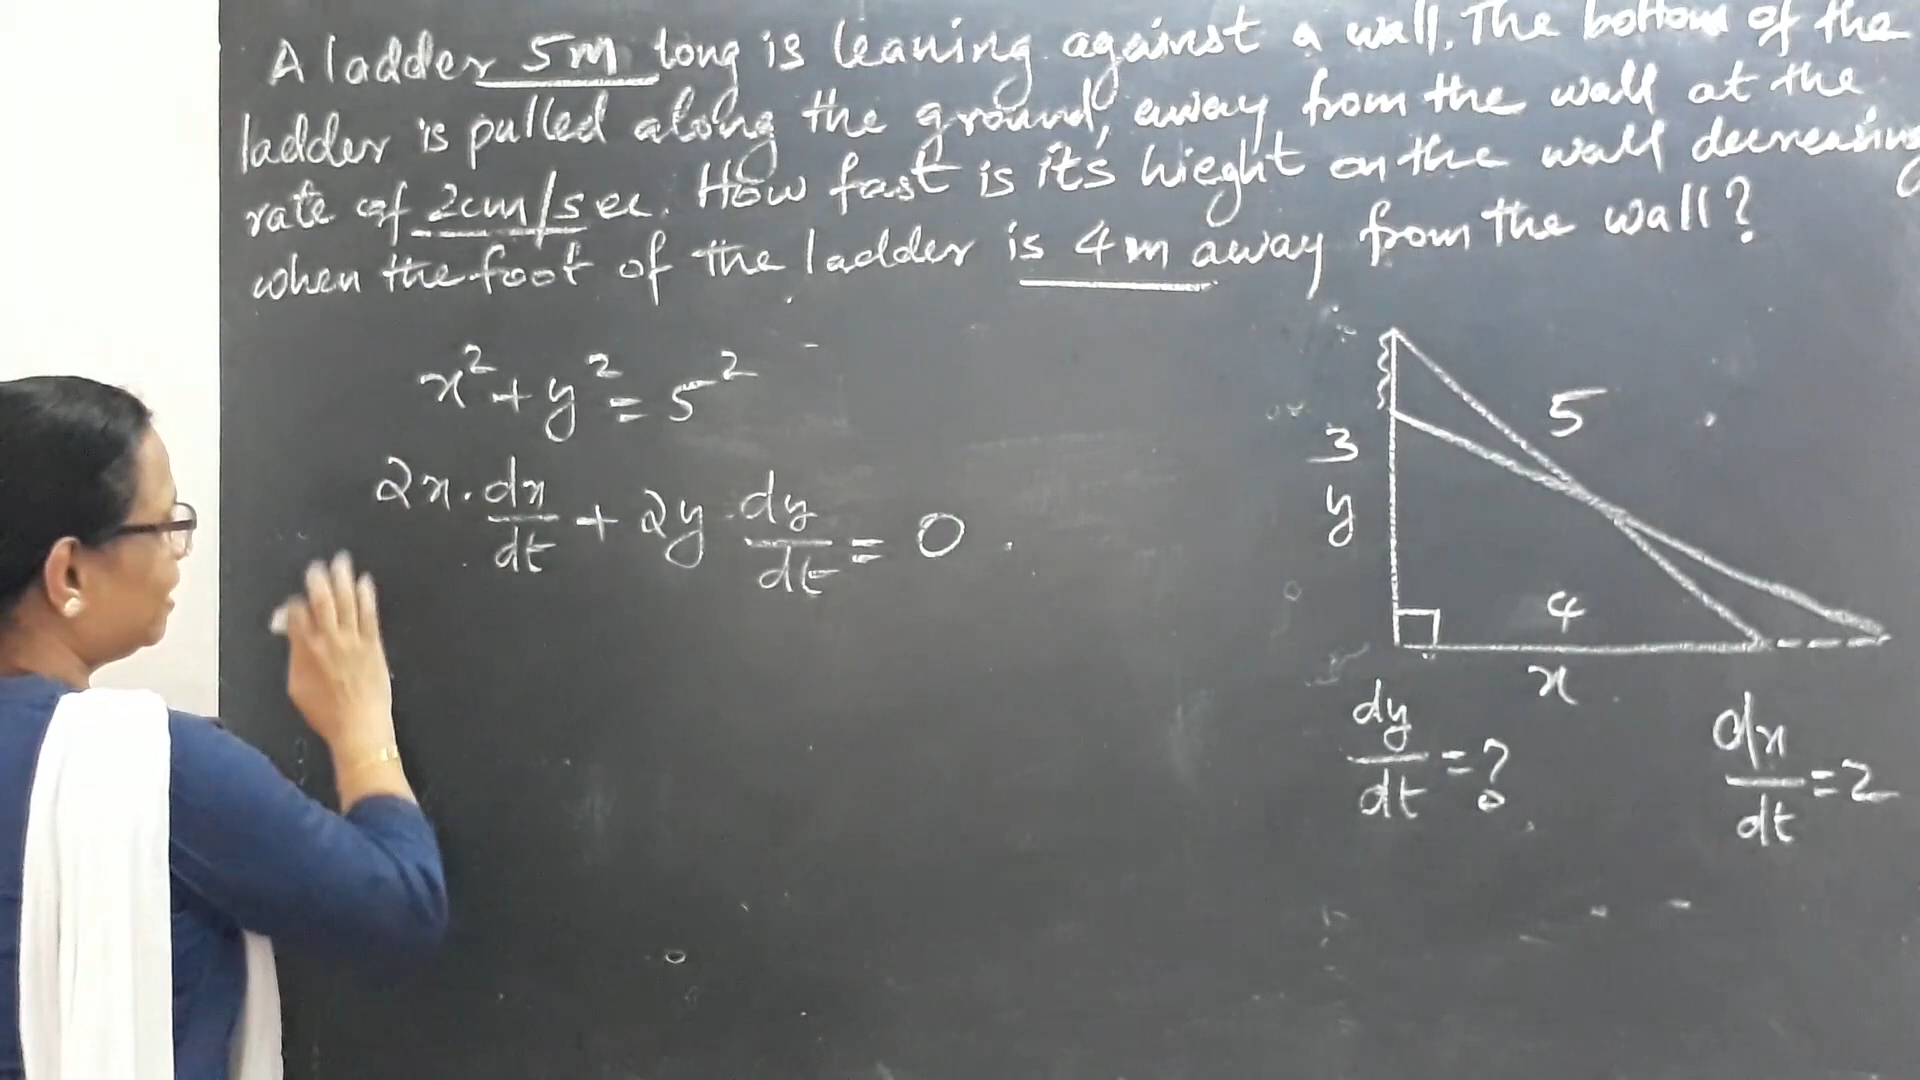 A ladder 5m long is leaning against a wall. The bottom of the
ladder is pulled along the ground, away from the wall at the
rate of 2cm/sec. How fast is it's hieght on the wall decreasing
when the foot of the ladder is 4m away from the wall?
x² + y² = 5²
2x · dx/dt + 2y · dy/dt = 0
5
3
y
4
x
dy/dt = ?
dx/dt = 2